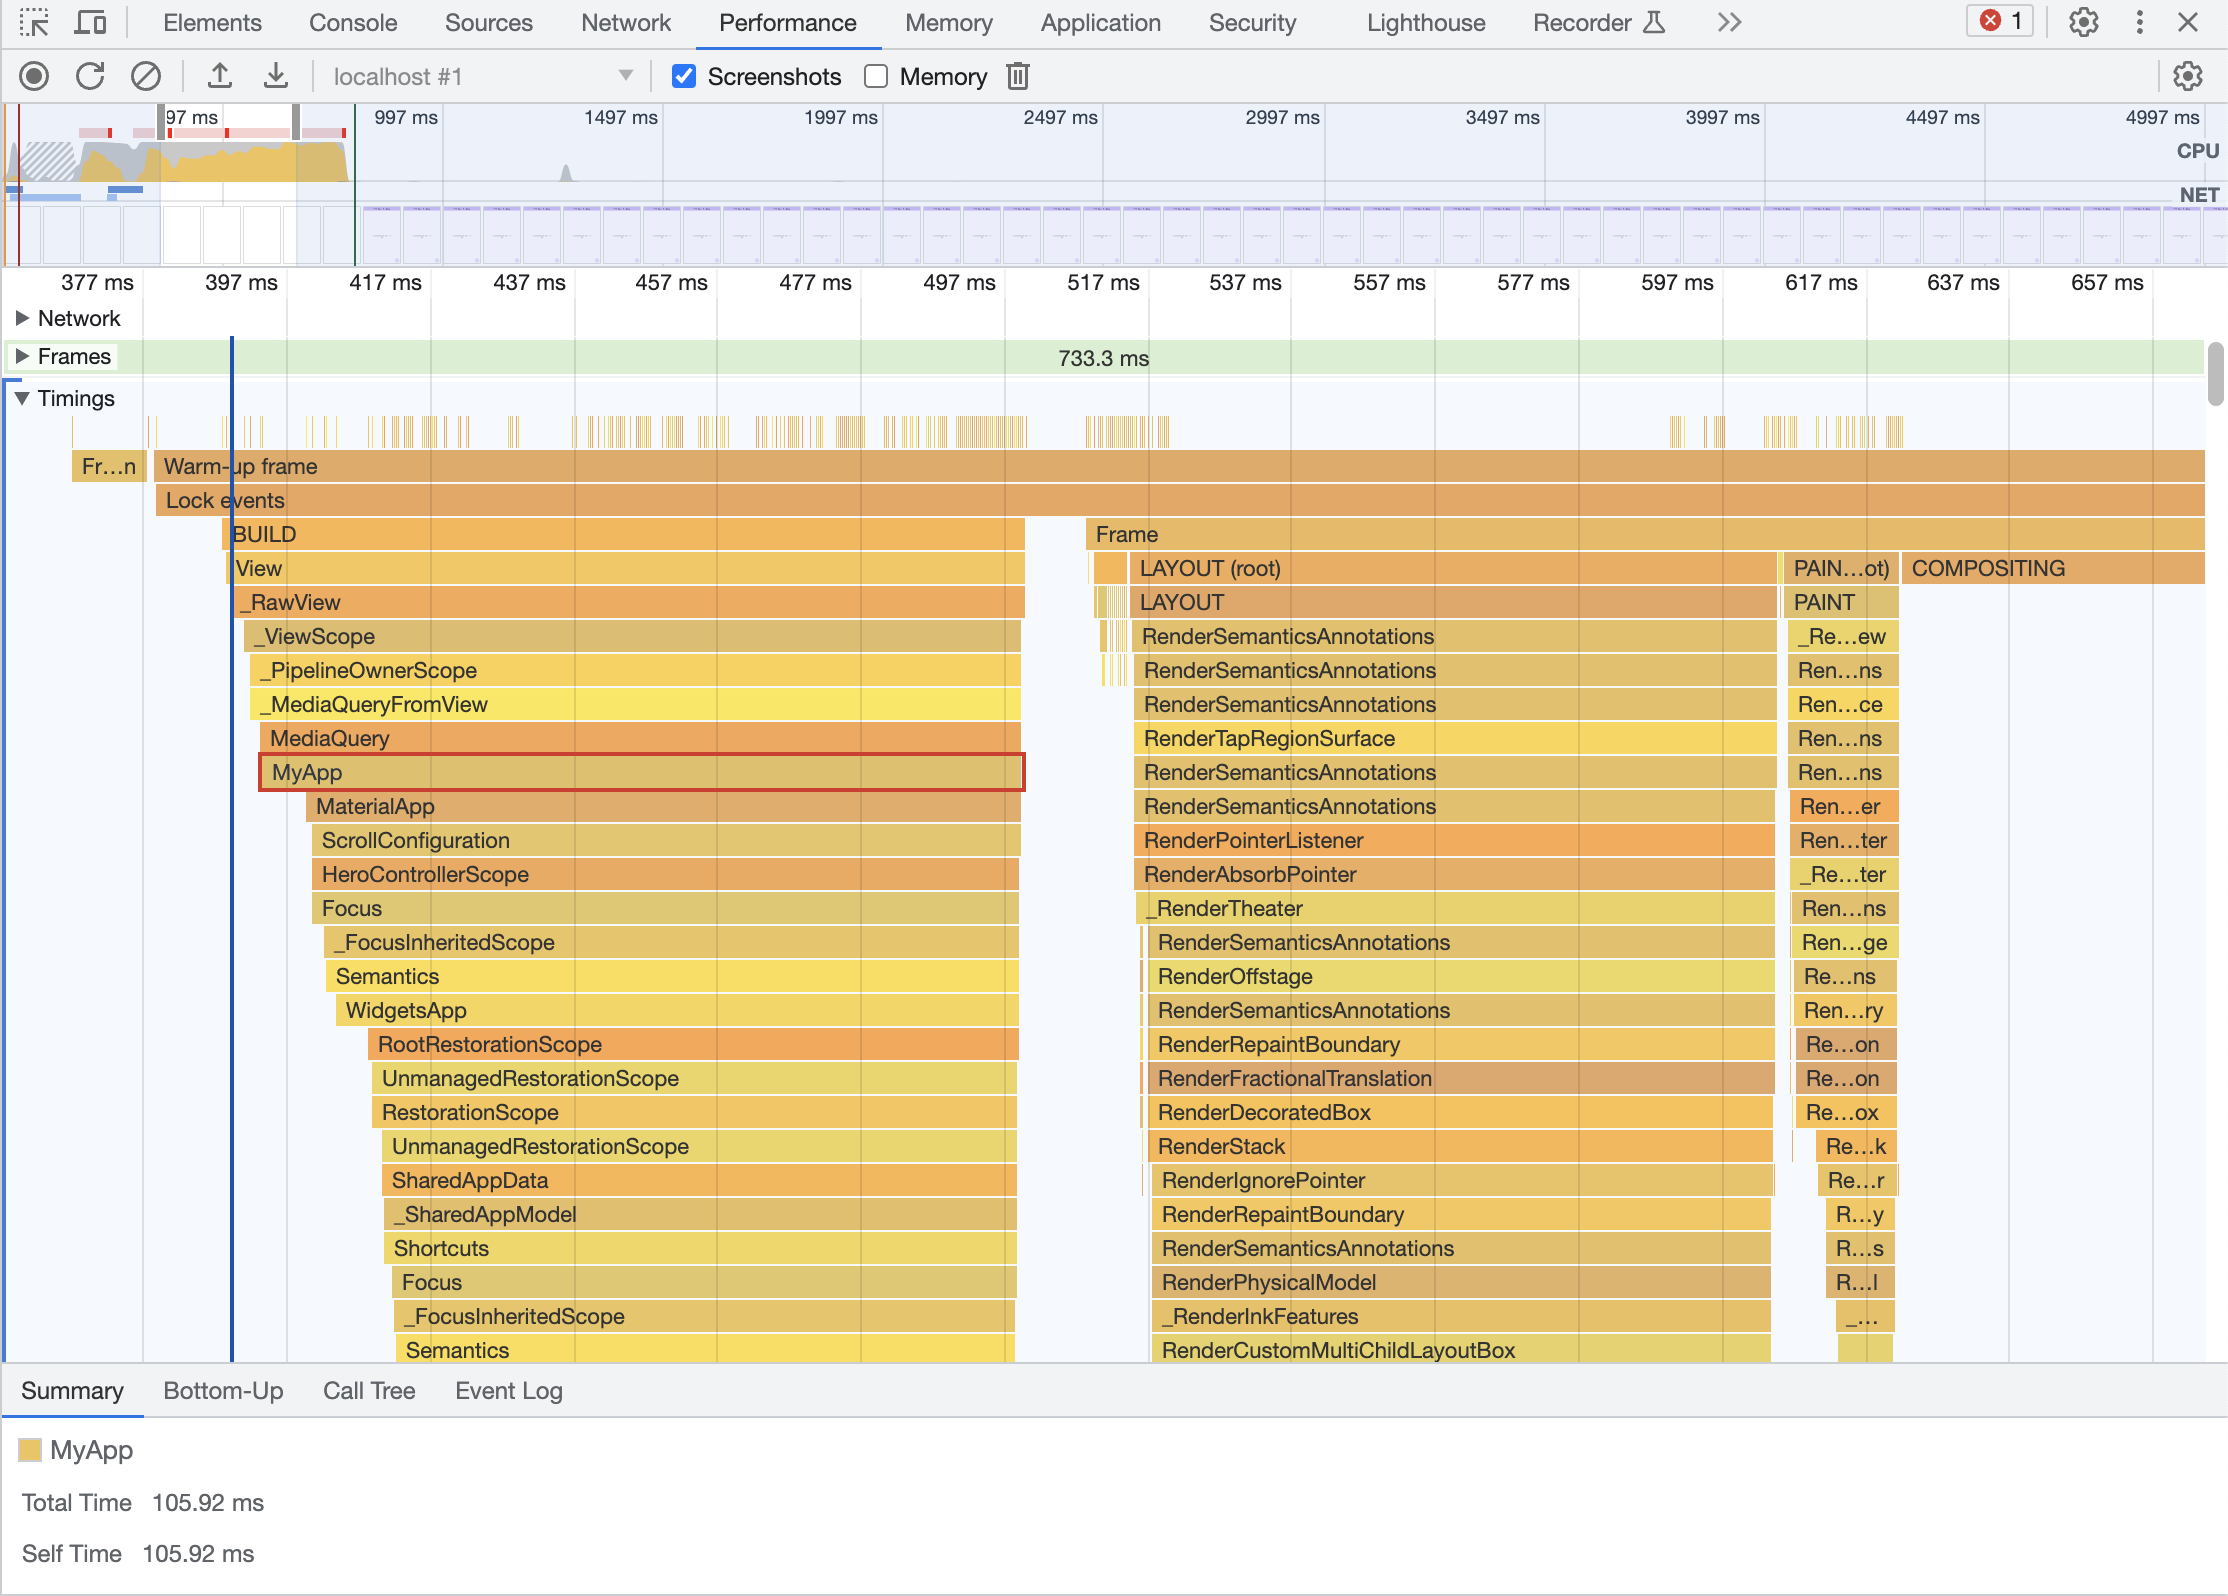 Elements Console Sources Network Performance Memory Application Security Lighthouse Recorder 1
localhost #1 Screenshots Memory
97 ms 997 ms 1497 ms 1997 ms 2497 ms 2997 ms 3497 ms 3997 ms 4497 ms 4997 ms
CPU
NET
377 ms 397 ms 417 ms 437 ms 457 ms 477 ms 497 ms 517 ms 537 ms 557 ms 577 ms 597 ms 617 ms 637 ms 657 ms
Network
Frames 733.3 ms
Timings
Fr…n Warm-up frame
Lock events
BUILD Frame
View LAYOUT (root) PAIN…ot) COMPOSITING
_RawView LAYOUT PAINT
_ViewScope RenderSemanticsAnnotations _Re…ew
_PipelineOwnerScope RenderSemanticsAnnotations Ren…ns
_MediaQueryFromView RenderSemanticsAnnotations Ren…ce
MediaQuery RenderTapRegionSurface Ren…ns
MyApp RenderSemanticsAnnotations Ren…ns
MaterialApp RenderSemanticsAnnotations Ren…er
ScrollConfiguration RenderPointerListener Ren…ter
HeroControllerScope RenderAbsorbPointer _Re…ter
Focus _RenderTheater Ren…ns
_FocusInheritedScope RenderSemanticsAnnotations Ren…ge
Semantics RenderOffstage Re…ns
WidgetsApp RenderSemanticsAnnotations Ren…ry
RootRestorationScope RenderRepaintBoundary Re…on
UnmanagedRestorationScope RenderFractionalTranslation Re…on
RestorationScope RenderDecoratedBox Re…ox
UnmanagedRestorationScope RenderStack Re…k
SharedAppData RenderIgnorePointer Re…r
_SharedAppModel RenderRepaintBoundary R…y
Shortcuts RenderSemanticsAnnotations R…s
Focus RenderPhysicalModel R…l
_FocusInheritedScope _RenderInkFeatures _…
Semantics RenderCustomMultiChildLayoutBox
Summary Bottom-Up Call Tree Event Log
MyApp
Total Time 105.92 ms
Self Time 105.92 ms